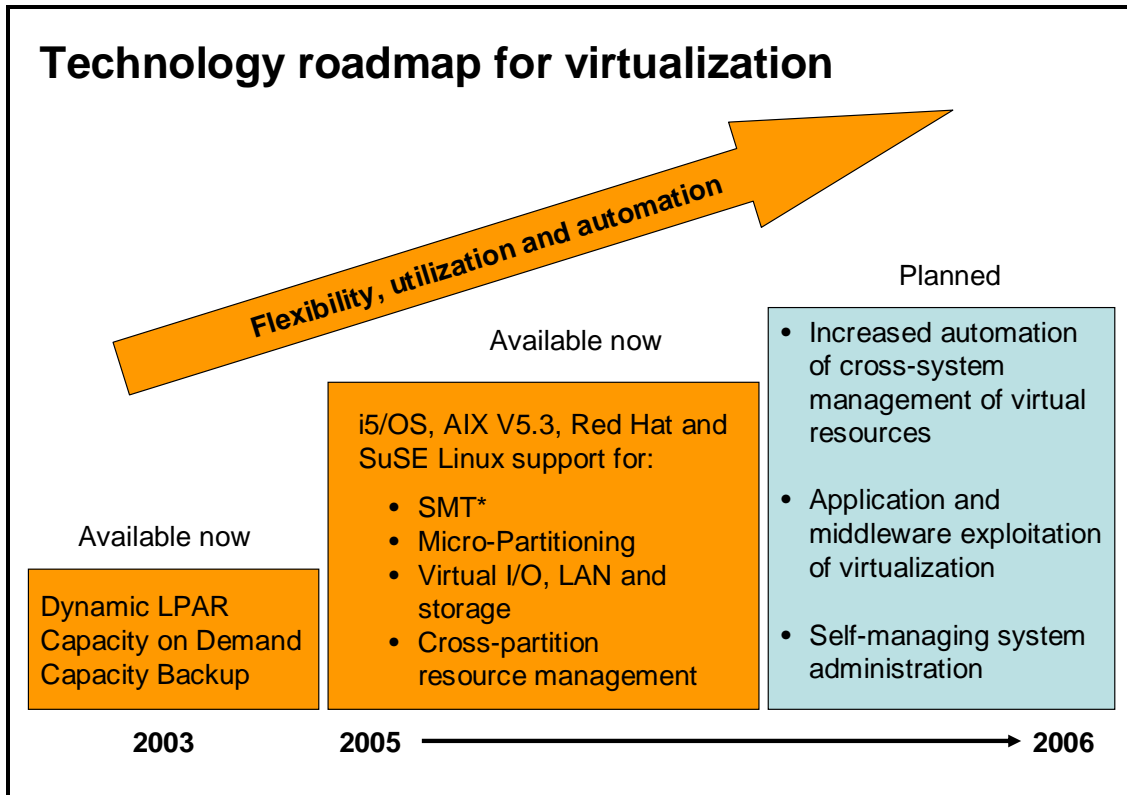 Technology roadmap for virtualization
Flexibility, utilization and automation
Available now
Dynamic LPAR
Capacity on Demand
Capacity Backup
2003
Available now
i5/OS, AIX V5.3, Red Hat and
SuSE Linux support for:
• SMT*
• Micro-Partitioning
• Virtual I/O, LAN and
storage
• Cross-partition
resource management
2005
Planned
• Increased automation
of cross-system
management of virtual
resources
• Application and
middleware exploitation
of virtualization
• Self-managing system
administration
2006